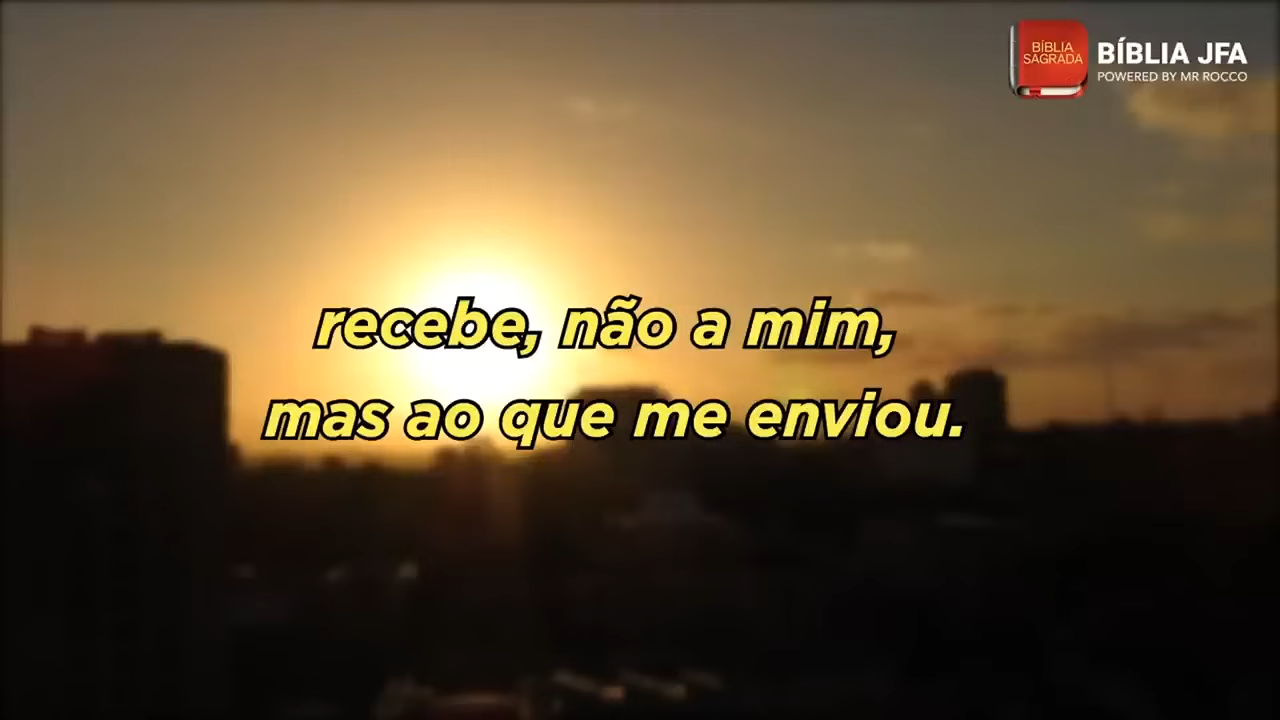 BÍBLIA
SAGRADA
BÍBLIA JFA
POWERED BY MR ROCCO
recebe, não a mim,
mas ao que me enviou.